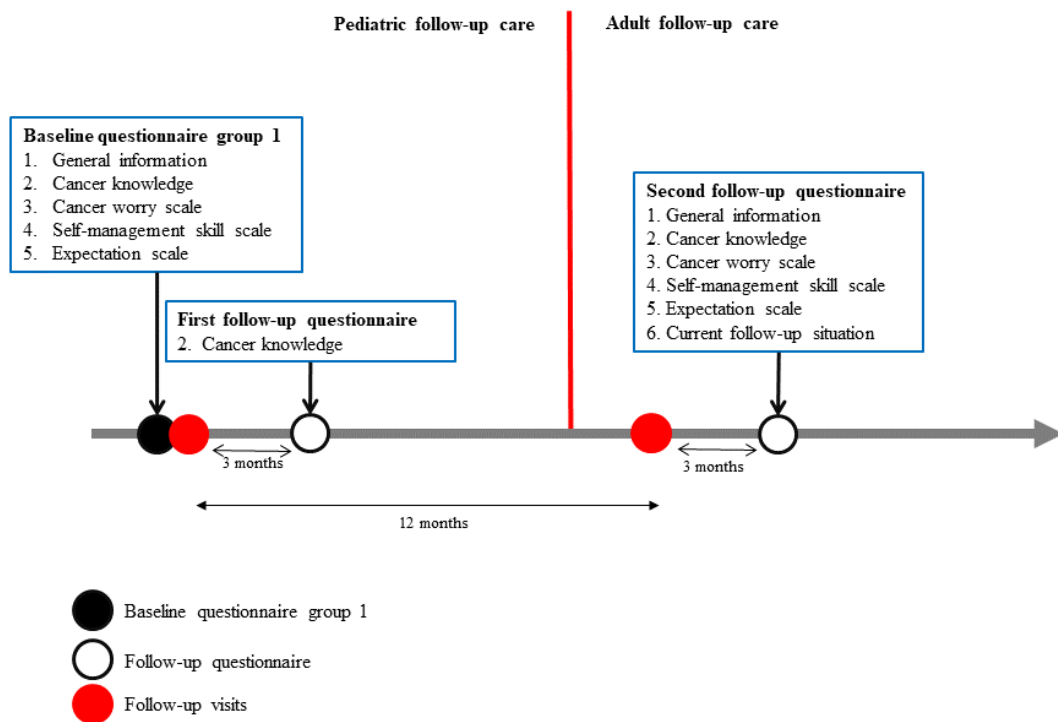 Pediatric follow-up care
Adult follow-up care
Baseline questionnaire group 1
1. General information
2. Cancer knowledge
3. Cancer worry scale
4. Self-management skill scale
5. Expectation scale
First follow-up questionnaire
2. Cancer knowledge
Second follow-up questionnaire
1. General information
2. Cancer knowledge
3. Cancer worry scale
4. Self-management skill scale
5. Expectation scale
6. Current follow-up situation
3 months
3 months
12 months
Baseline questionnaire group 1
Follow-up questionnaire
Follow-up visits